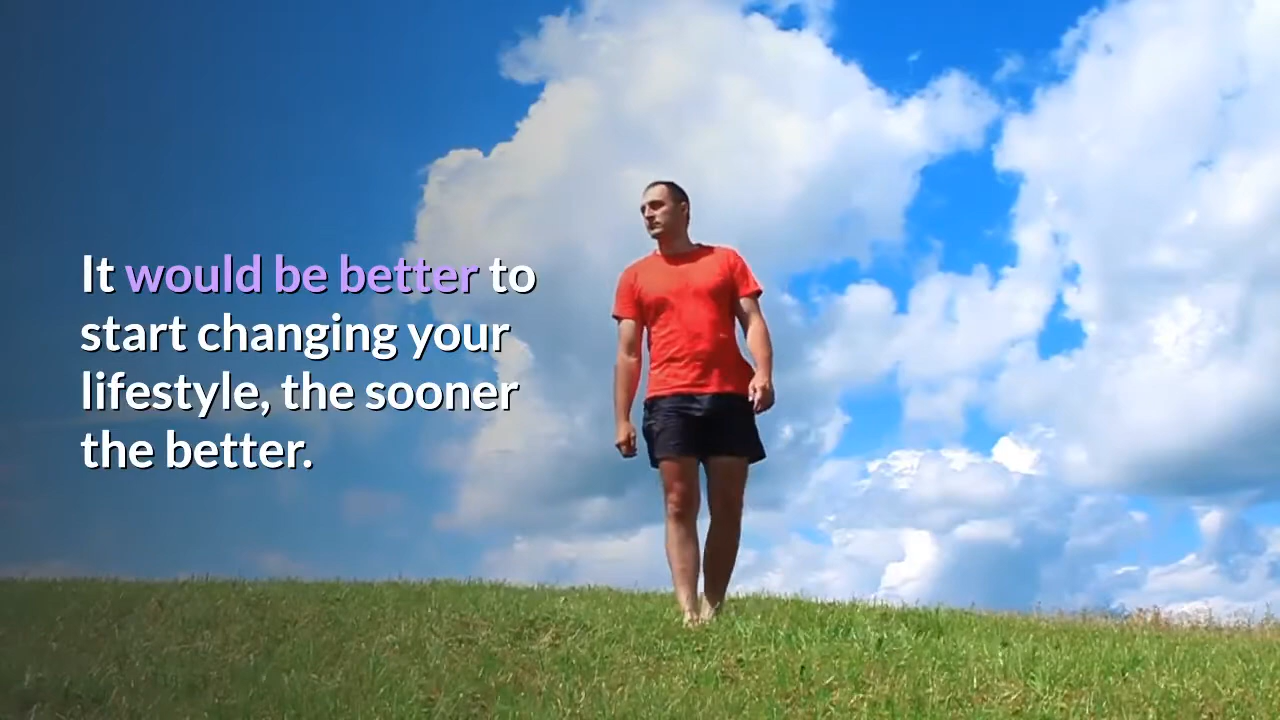 It would be better to
start changing your
lifestyle, the sooner
the better.